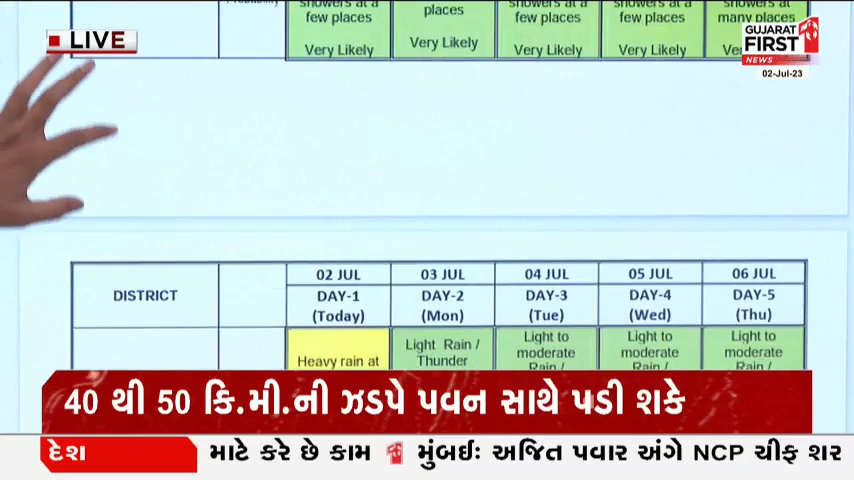 LIVE
GUJARAT
FIRST
NEWS
02-Jul-23
showers at a few places
Very Likely
places
Very Likely
showers at a few places
Very Likely
showers at a few places
Very Likely
showers at a many places
DISTRICT
02 JUL 03 JUL 04 JUL 05 JUL 06 JUL
DAY-1 (Today) DAY-2 (Mon) DAY-3 (Tue) DAY-4 (Wed) DAY-5 (Thu)
Heavy rain at
Light Rain / Thunder
Light to moderate Rain /
Light to moderate Rain /
Light to moderate Rain /
40 થી 50 કિ.મી.ની ઝડપે પવન સાથે પડી શકે
દેશ
માટે કરે છે કામ મુંબઈઃ અજિત પવાર અંગે NCP ચીફ શર